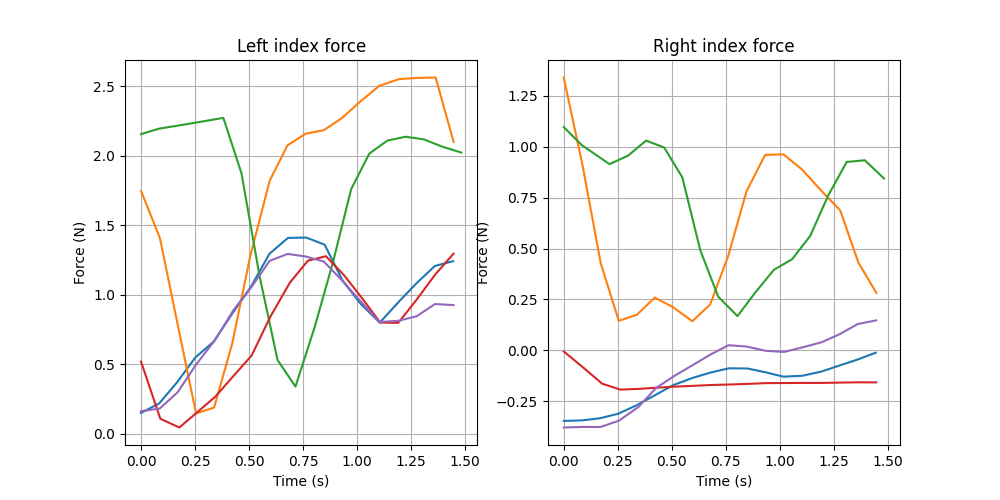 Left index force
Right index force
Force (N)
2.5
2.0
1.5
1.0
0.5
0.0
0.00 0.25 0.50 0.75 1.00 1.25 1.50
Time (s)
Force (N)
1.25
1.00
0.75
0.50
0.25
0.00
−0.25
0.00 0.25 0.50 0.75 1.00 1.25 1.50
Time (s)